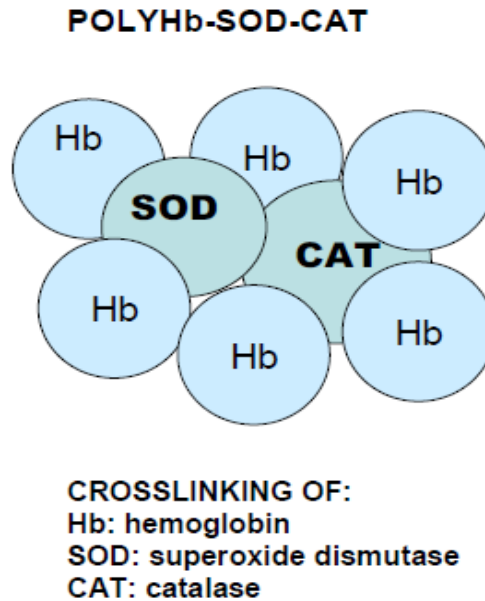 POLYHb-SOD-CAT
Hb
Hb
Hb
SOD
CAT
Hb
Hb
Hb
CROSSLINKING OF:
Hb: hemoglobin
SOD: superoxide dismutase
CAT: catalase